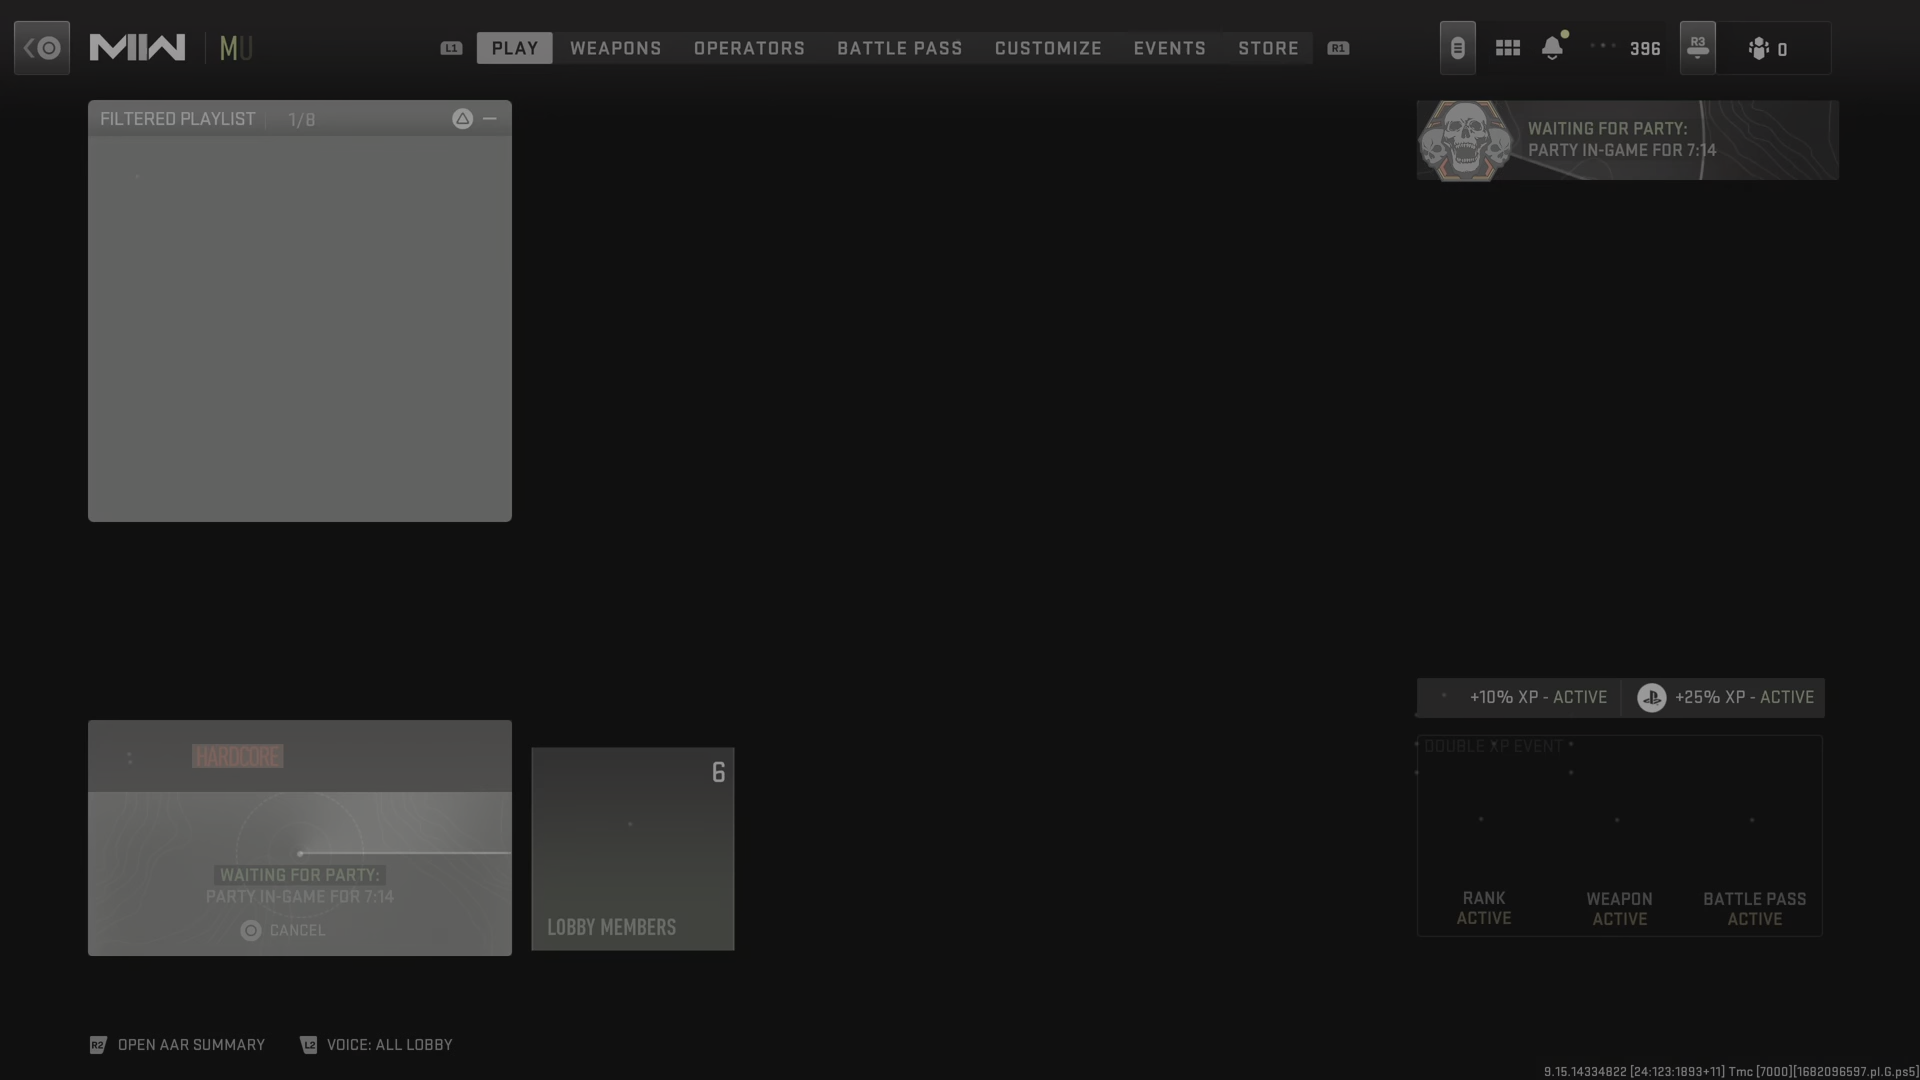 MW MU
L1 PLAY WEAPONS OPERATORS BATTLE PASS CUSTOMIZE EVENTS STORE R1
396 R3 0
FILTERED PLAYLIST 1/8
WAITING FOR PARTY:
PARTY IN-GAME FOR 7:14
+10% XP - ACTIVE +25% XP - ACTIVE
DOUBLE XP EVENT
RANK
ACTIVE
WEAPON
ACTIVE
BATTLE PASS
ACTIVE
HARDCORE
WAITING FOR PARTY:
PARTY IN-GAME FOR 7:14
CANCEL
6
LOBBY MEMBERS
R2 OPEN AAR SUMMARY L2 VOICE: ALL LOBBY
9.15.14334822 [24:123:1893+11] Tmc [7000][1682096597.pl.G.ps5]